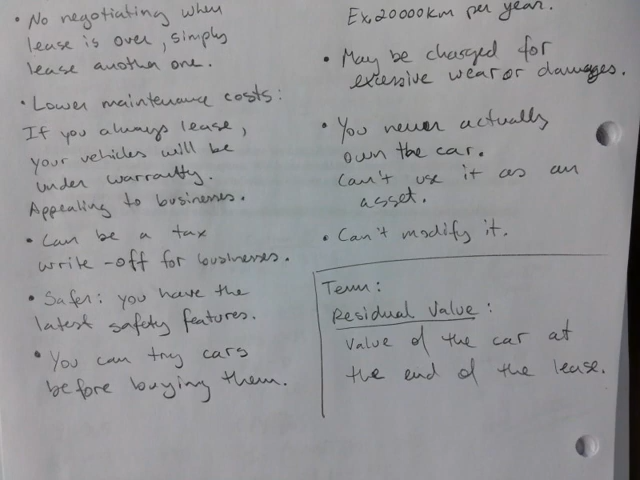 • No negotiating when
lease is over, simply
lease another one.
• Lower maintenance costs:
If you always lease,
your vehicles will be
under warranty.
Appealing to businesses.
• Can be a tax
write-off for businesses.
• Safer: you have the
latest safety features.
• You can try cars
before buying them.
Ex. 20000km per year.
• May be charged for
excessive wear or damages.
• You never actually
own the car.
Can't use it as an
asset.
• Can't modify it.
Term:
Residual Value:
Value of the car at
the end of the lease.